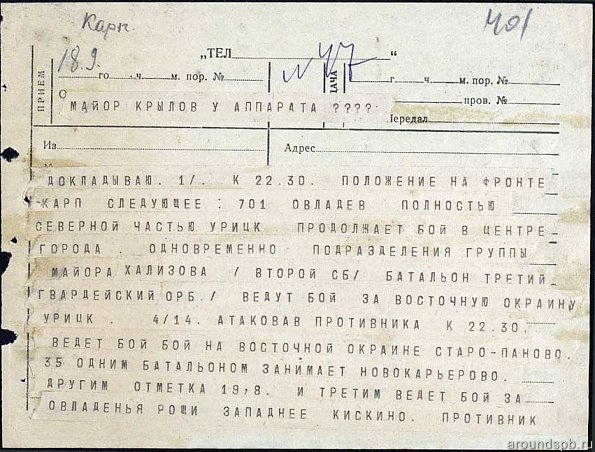 Карп. 401
18.9. „ТЕЛ “ № 47
ПРИЕМ го ч. м. пор. № ДАЧА г. ч. м. пор. №
пров. №
МАЙОР КРЫЛОВ У АППАРАТА ???? Передал
Из Адрес
ДОКЛАДЫВАЮ. 1/. К 22.30. ПОЛОЖЕНИЕ НА ФРОНТЕ
КАРП СЛЕДУЮЩЕЕ : 701 ОВЛАДЕВ ПОЛНОСТЬЮ
СЕВЕРНОЙ ЧАСТЬЮ УРИЦК ПРОДОЛЖАЕТ БОЙ В ЦЕНТРЕ
ГОРОДА . ОДНОВРЕМЕННО ПОДРАЗДЕЛЕНИЯ ГРУППЫ
МАЙОРА ХАЛИЗОВА / ВТОРОЙ СБ/ БАТАЛЬОН ТРЕТИЙ
ГВАРДЕЙСКИЙ ОРБ./ ВЕДУТ БОЙ ЗА ВОСТОЧНУЮ ОКРАИНУ
УРИЦК . 4/14. АТАКОВАВ ПРОТИВНИКА К 22.30.
ВЕДЕТ БОЙ БОЙ НА ВОСТОЧНОЙ ОКРАИНЕ СТАРО-ПАНОВО.
35 ОДНИМ БАТАЛЬОНОМ ЗАНИМАЕТ НОВОКАРЬЕРОВО.
ДРУГИМ ОТМЕТКА 19,8. И ТРЕТИМ ВЕДЕТ БОЙ ЗА
ОВЛАДЕНЬЯ РОЩИ ЗАПАДНЕЕ КИСКИНО. ПРОТИВНИК
aroundspb.ru